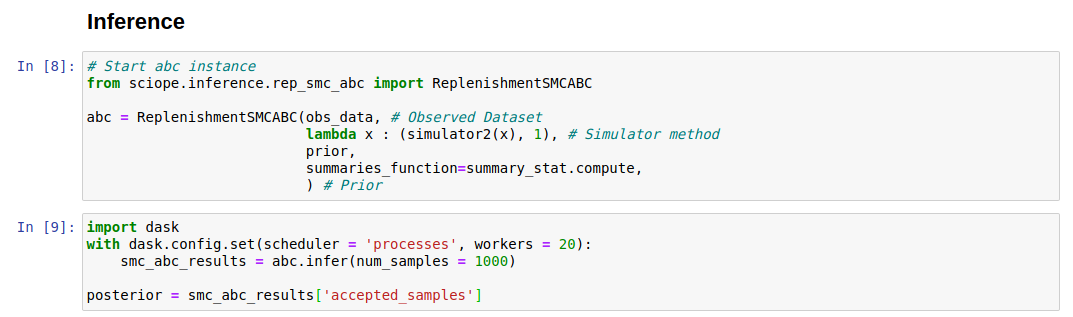 Inference
In [8]: # Start abc instance
from sciope.inference.rep_smc_abc import ReplenishmentSMCABC

abc = ReplenishmentSMCABC(obs_data, # Observed Dataset
                          lambda x : (simulator2(x), 1), # Simulator method
                          prior,
                          summaries_function=summary_stat.compute,
                          ) # Prior
In [9]: import dask
with dask.config.set(scheduler = 'processes', workers = 20):
    smc_abc_results = abc.infer(num_samples = 1000)

posterior = smc_abc_results['accepted_samples']